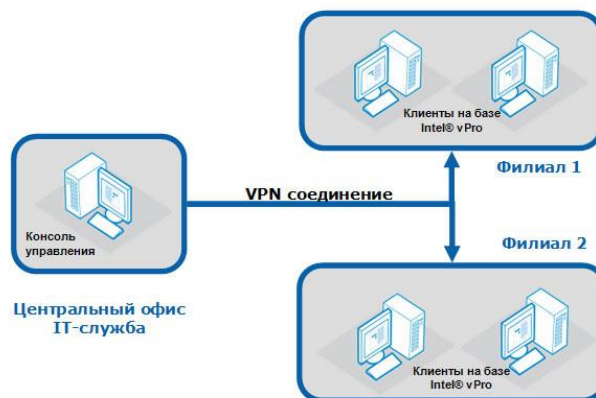 Клиенты на базе
Intel® vPro
Филиал 1
VPN соединение
Консоль
управления
Филиал 2
Центральный офис
IT-служба
Клиенты на базе
Intel® vPro